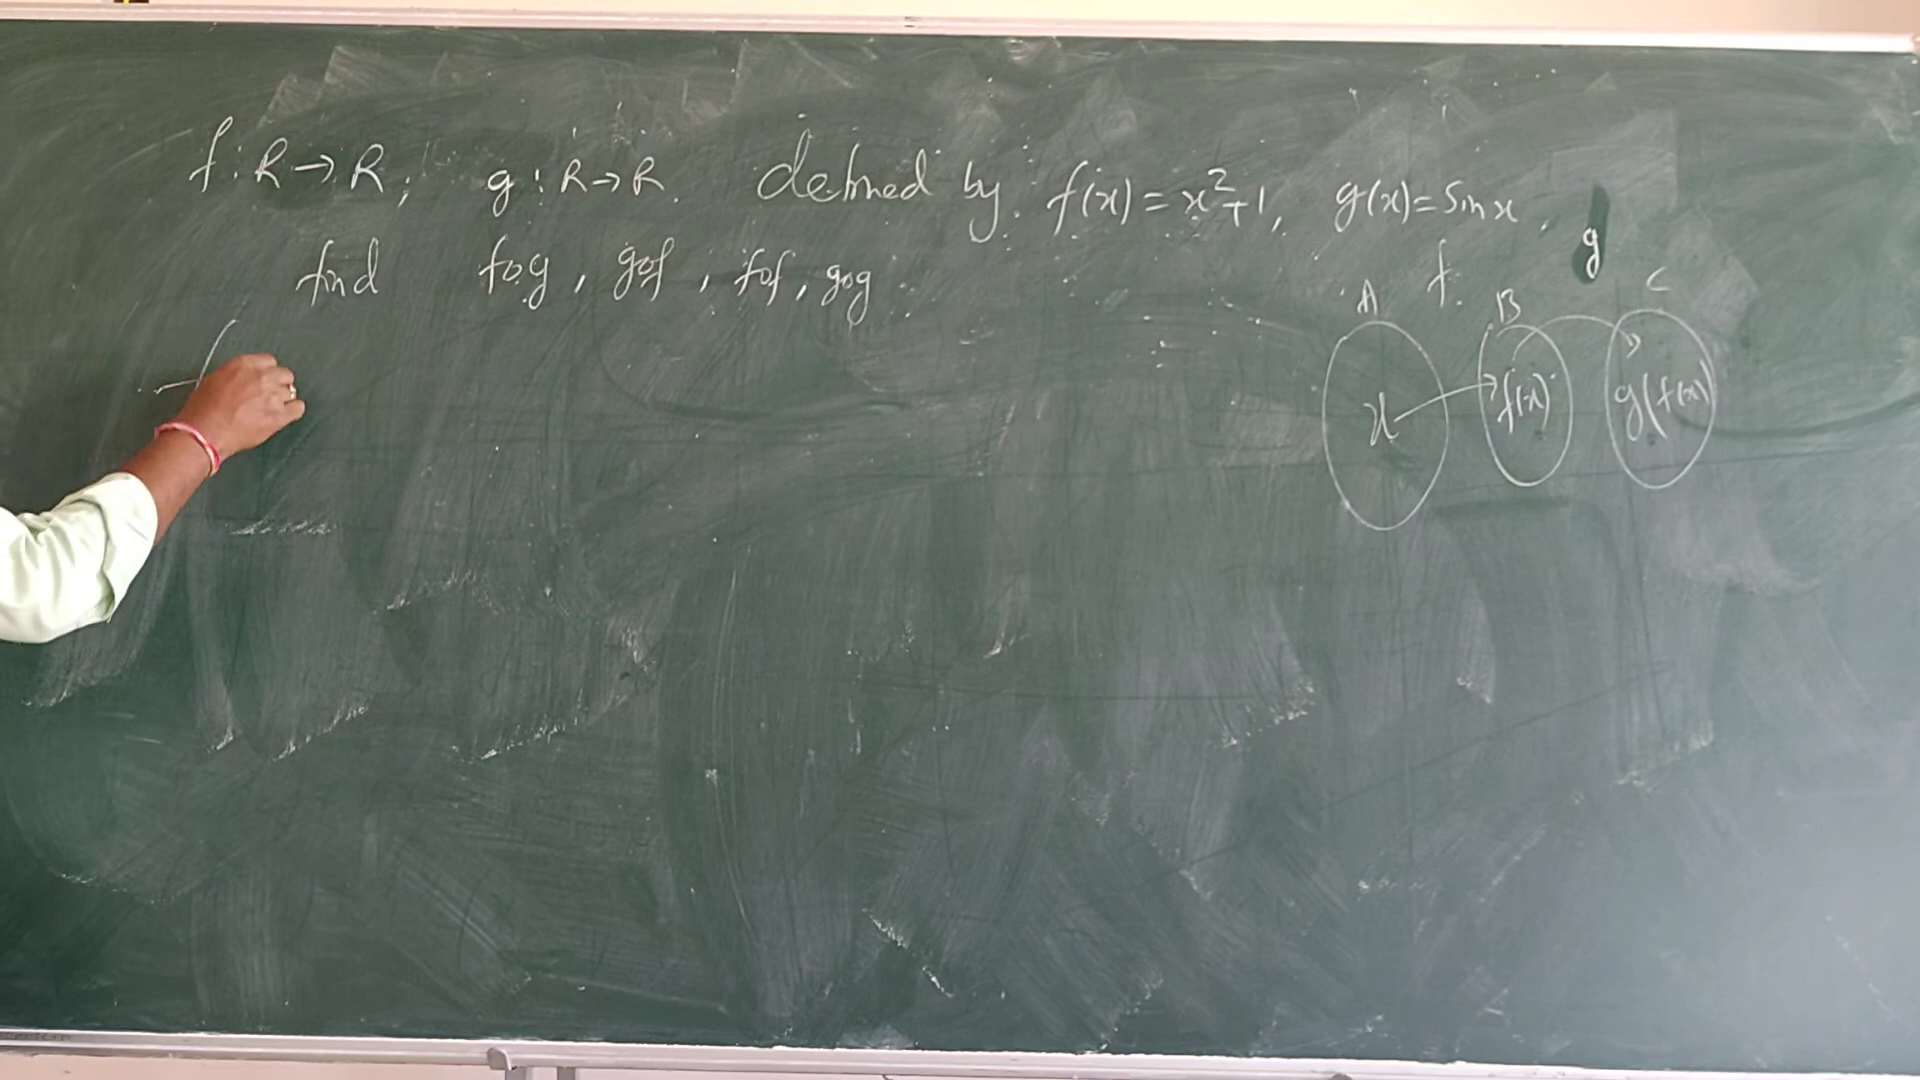 f : R → R ; g : R → R. defined by. f(x) = x²+1, g(x) = Sin x.
find fog, gof, fof, gog
A f. B g C
x f(x) g(f(x))